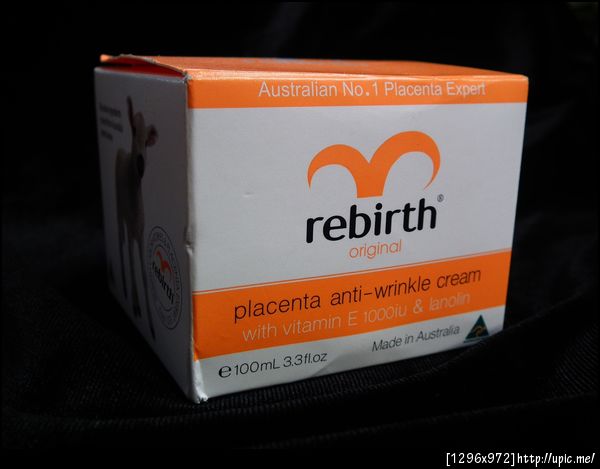 Australian No.1 Placenta Expert
rebirth®
original
placenta anti-wrinkle cream
with vitamin E 1000iu & lanolin
Made in Australia
℮100mL 3.3fl.oz
rebirth
[1296x972]http://upic.me/